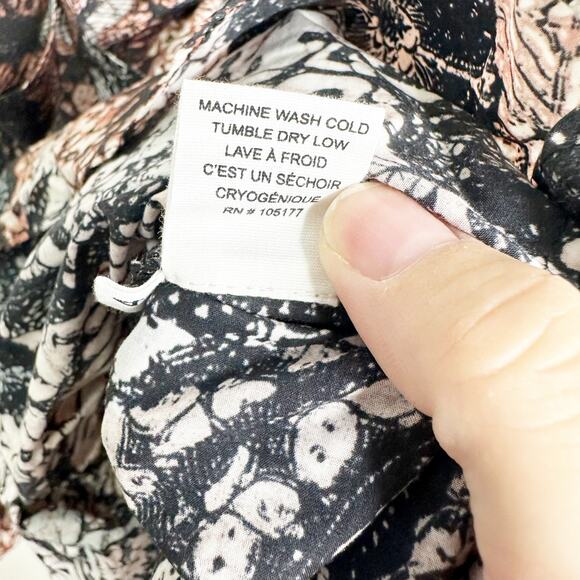 MACHINE WASH COLD
TUMBLE DRY LOW
LAVE À FROID
C'EST UN SÉCHOIR
CRYOGÉNIQUE
RN # 105177